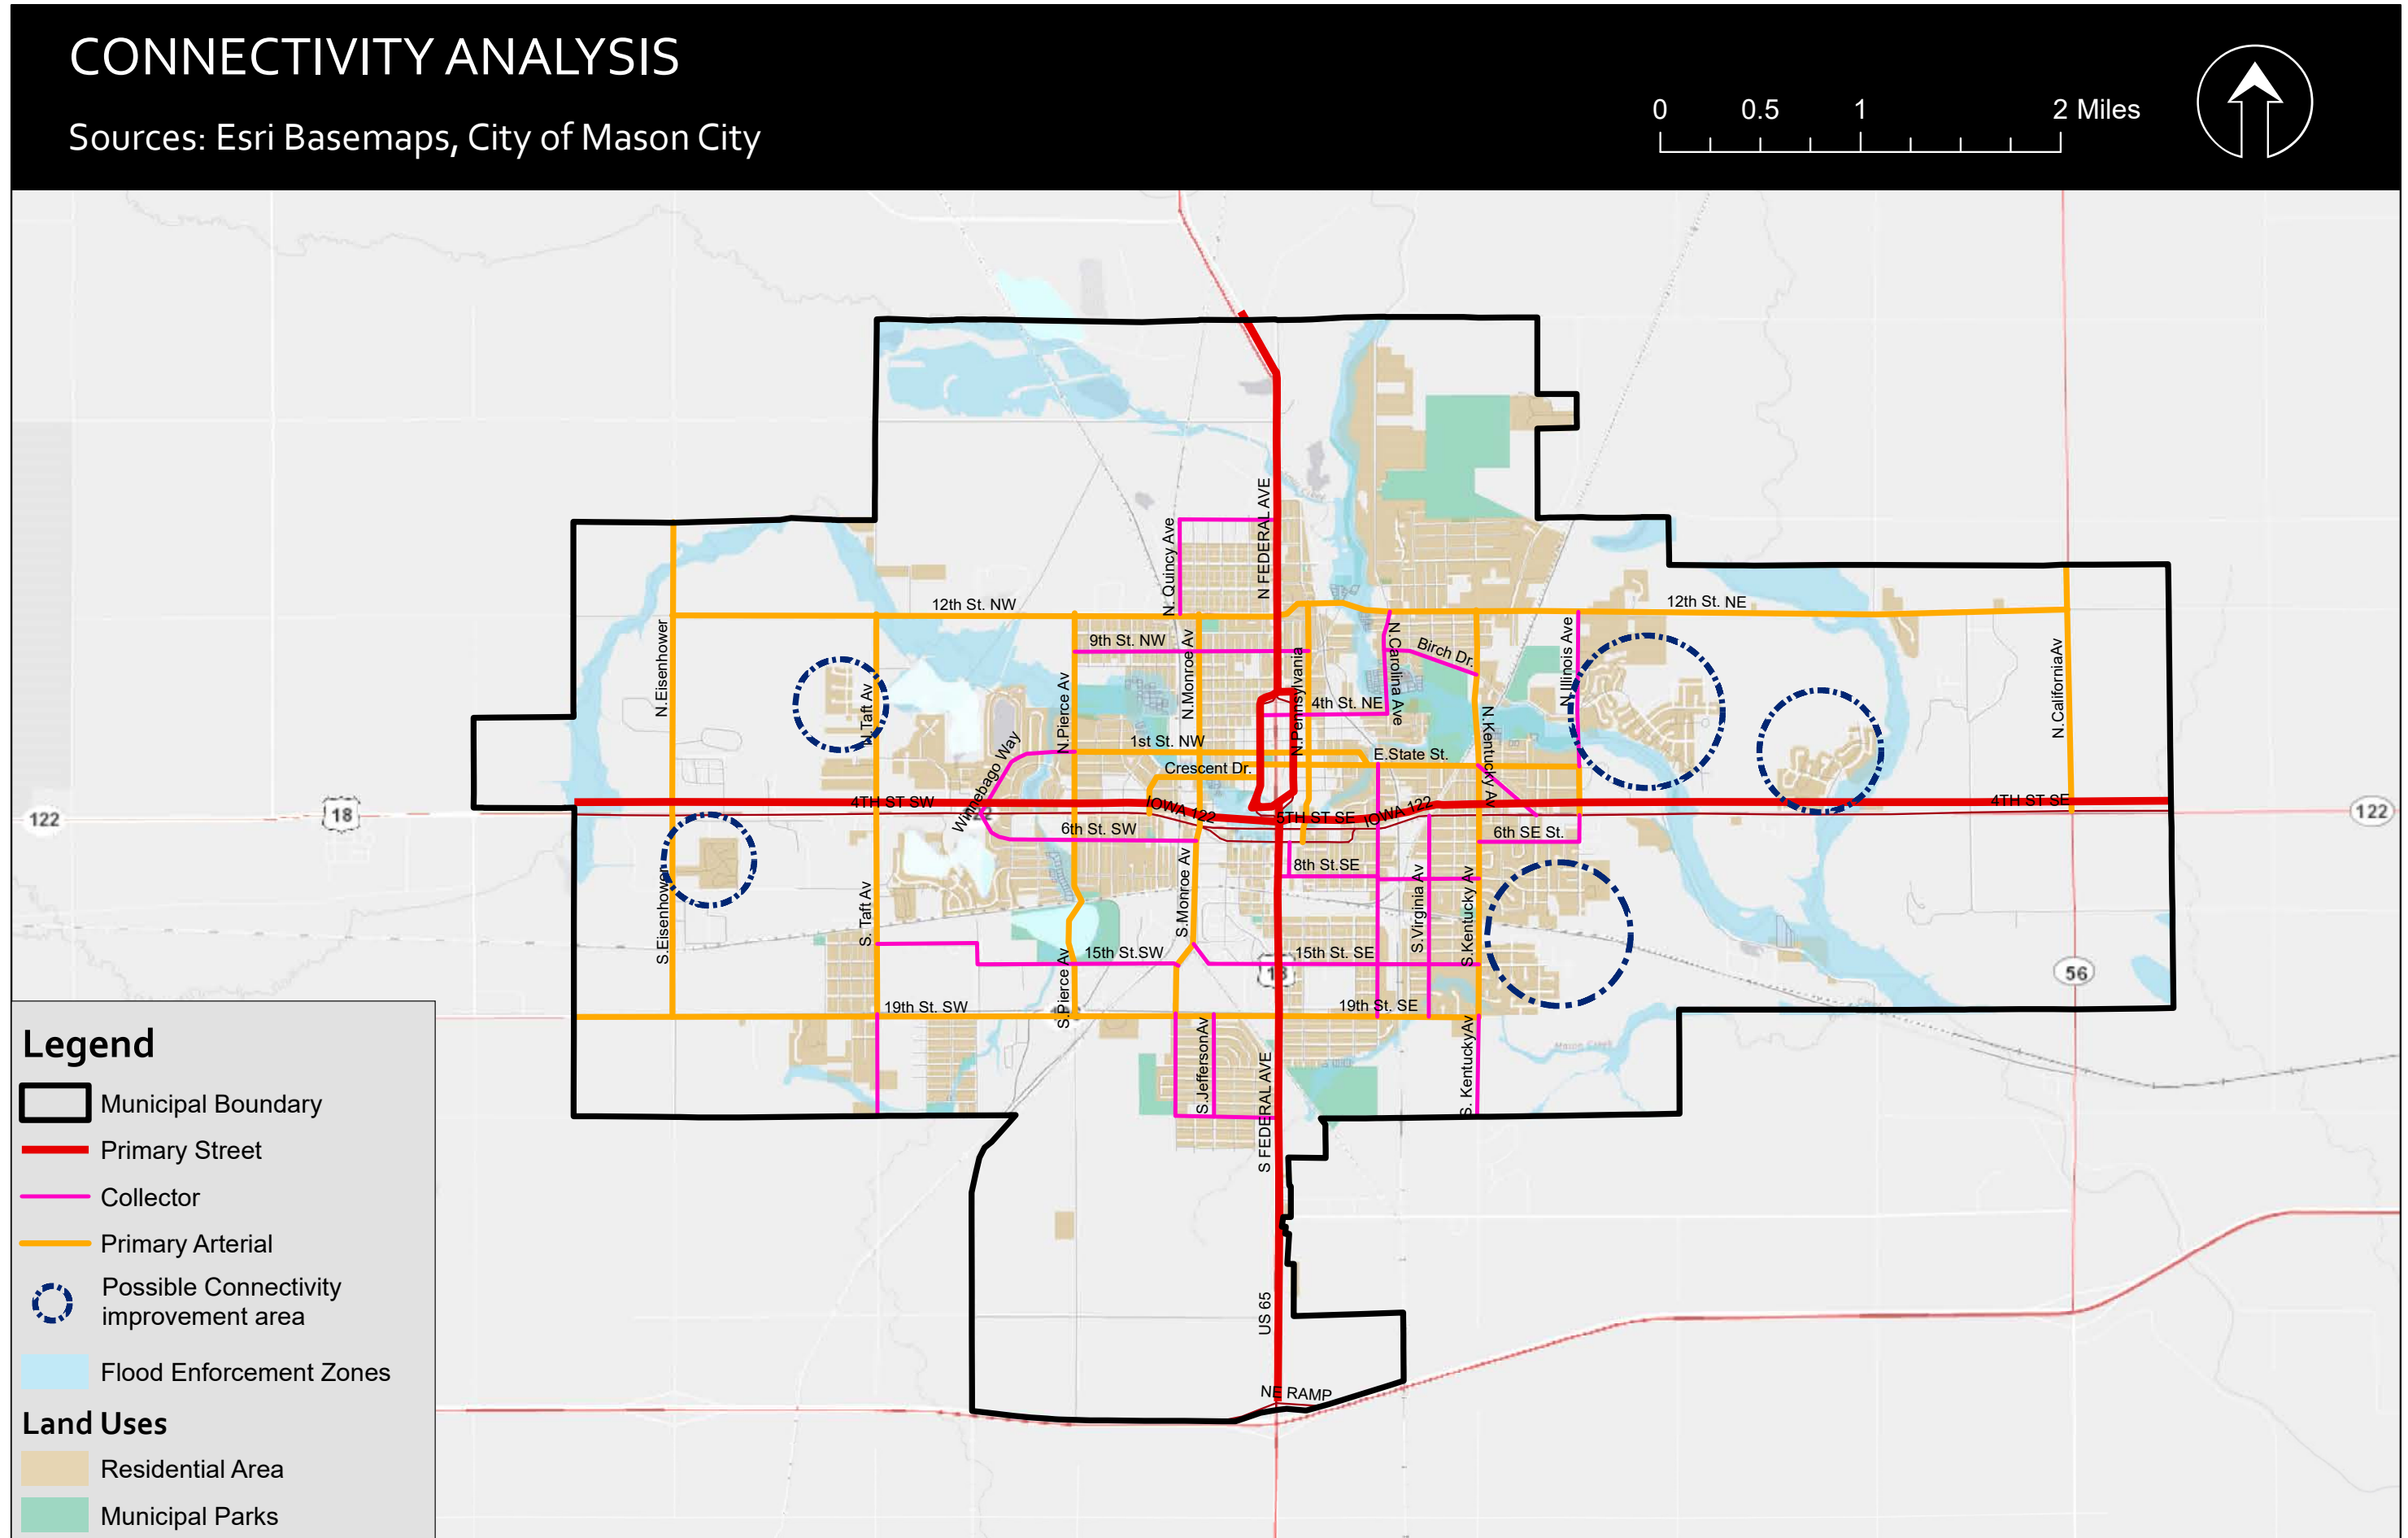 CONNECTIVITY ANALYSIS
Sources: Esri Basemaps, City of Mason City
0 0.5 1 2 Miles
N FEDERAL AVE
N. Quincy Ave
12th St. NW
12th St. NE
N.Eisenhower
9th St. NW
N.Monroe Av
N.Carolina Ave
Birch Dr.
N.Illinois Ave
N.CaliforniaAv
N.Taft Av
N.Pierce Av
N.Pennsylvania
4th St. NE
N.Kentucky Av
1st St. NW
E.State St.
Winnebago Way
Crescent Dr.
4TH ST SW
IOWA 122
5TH ST SE
IOWA 122
4TH ST SE
122
18
122
6th St. SW
6th SE St.
8th St.SE
S.Eisenhower
S. Taft Av
S.Monroe Av
S.Virginia Av
S.Kentucky Av
15th St.SW
15th St. SE
18
56
S.Pierce Av
19th St. SW
19th St. SE
Mason Creek
S.Jefferson Av
S FEDERAL AVE
S. KentuckyAv
US 65
NE RAMP
Legend
Municipal Boundary
Primary Street
Collector
Primary Arterial
Possible Connectivity
improvement area
Flood Enforcement Zones
Land Uses
Residential Area
Municipal Parks